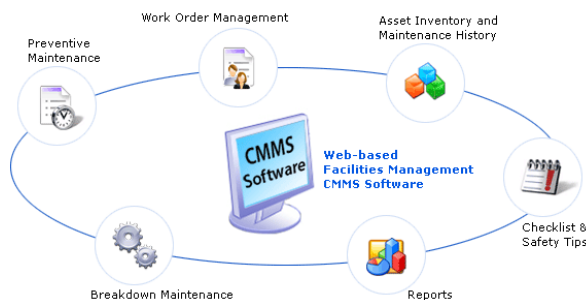 Work Order Management
Asset Inventory and
Maintenance History
Preventive
Maintenance
CMMS
Software
Web-based
Facilities Management
CMMS Software
Checklist &
Safety Tips
Breakdown Maintenance
Reports